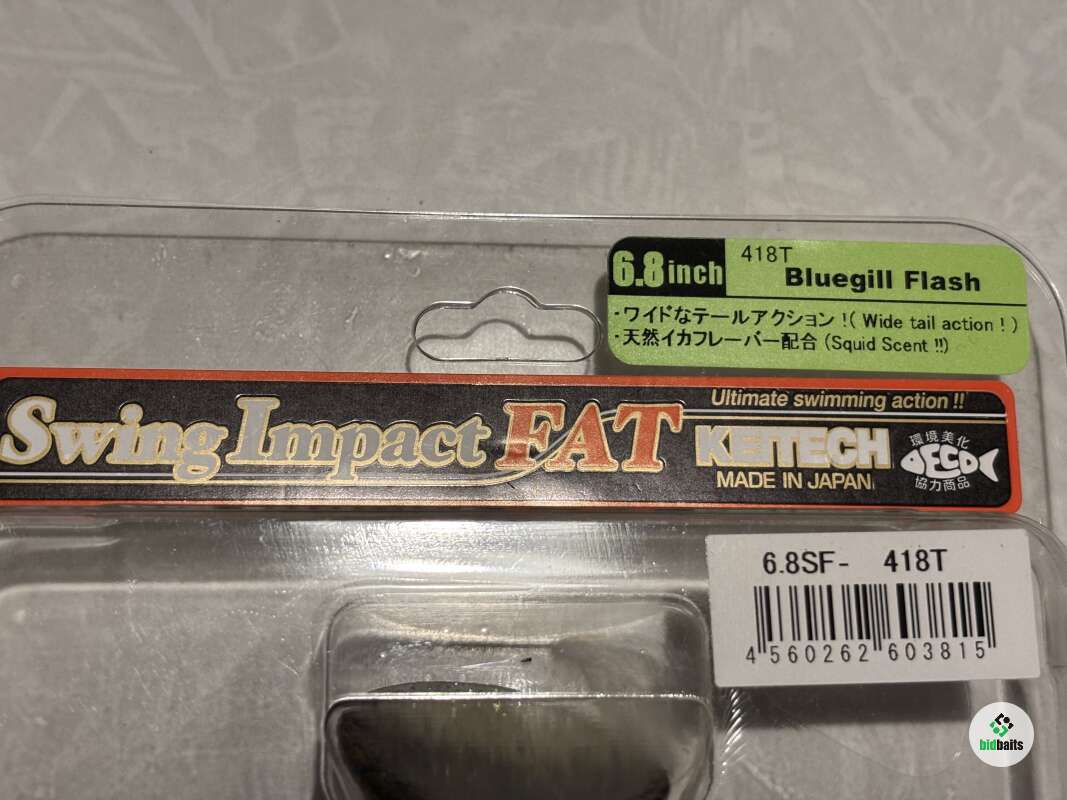 6.8inch
418T
Bluegill Flash
・ワイドなテールアクション！( Wide tail action ! )
・天然イカフレーバー配合 (Squid Scent !!)
Swing Impact FAT
Ultimate swimming action !!
KEITECH
MADE IN JAPAN
環境美化
ECO
協力商品
6.8SF- 418T
4 560262 603815
bidbaits